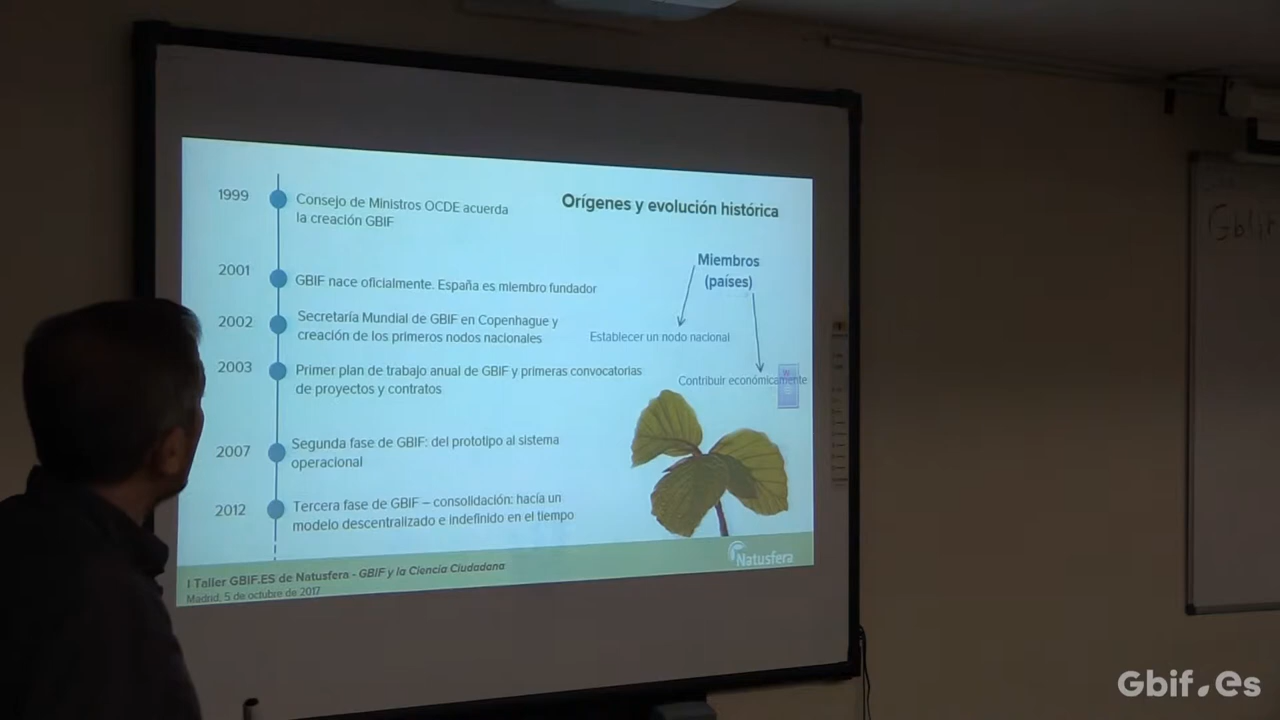 Orígenes y evolución histórica
1999
Consejo de Ministros OCDE acuerda
la creación GBIF
2001
GBIF nace oficialmente. España es miembro fundador
2002
Secretaría Mundial de GBIF en Copenhague y
creación de los primeros nodos nacionales
2003
Primer plan de trabajo anual de GBIF y primeras convocatorias
de proyectos y contratos
2007
Segunda fase de GBIF: del prototipo al sistema
operacional
2012
Tercera fase de GBIF – consolidación: hacía un
modelo descentralizado e indefinido en el tiempo
Miembros
(países)
Establecer un nodo nacional
Contribuir económicamente
I Taller GBIF.ES de Natusfera - GBIF y la Ciencia Ciudadana
Madrid, 5 de octubre de 2017
Natusfera
Gbif.es